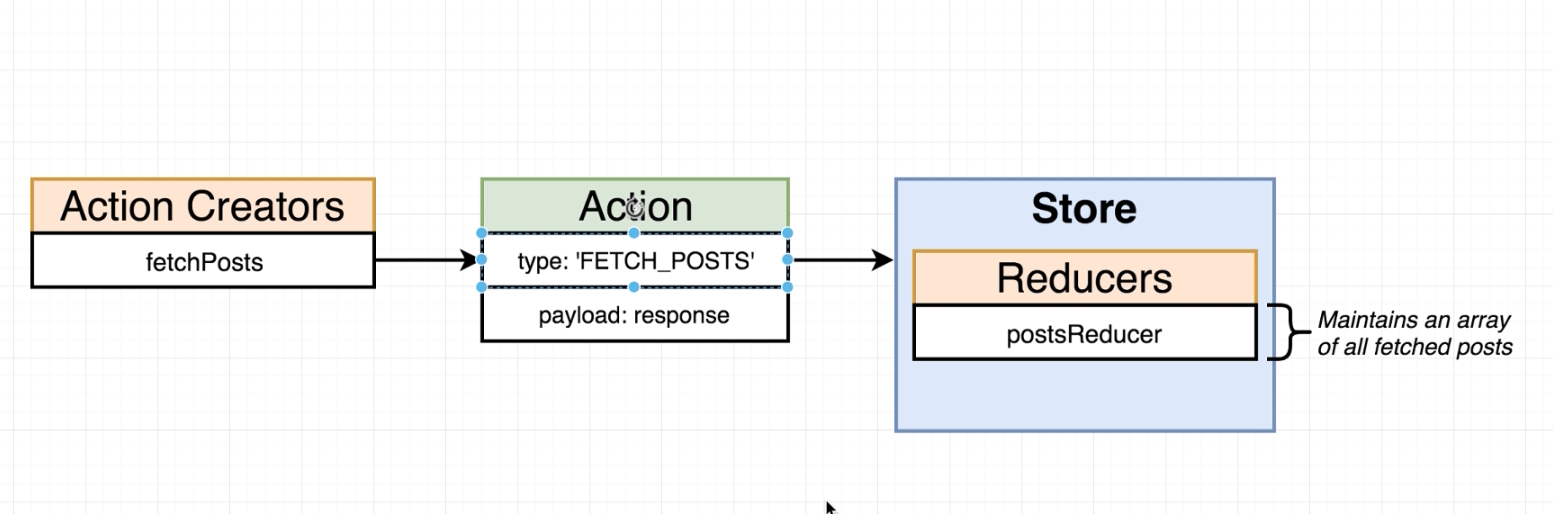 Action Creators
fetchPosts
Action
type: 'FETCH_POSTS'
payload: response
Store
Reducers
postsReducer
Maintains an array
of all fetched posts